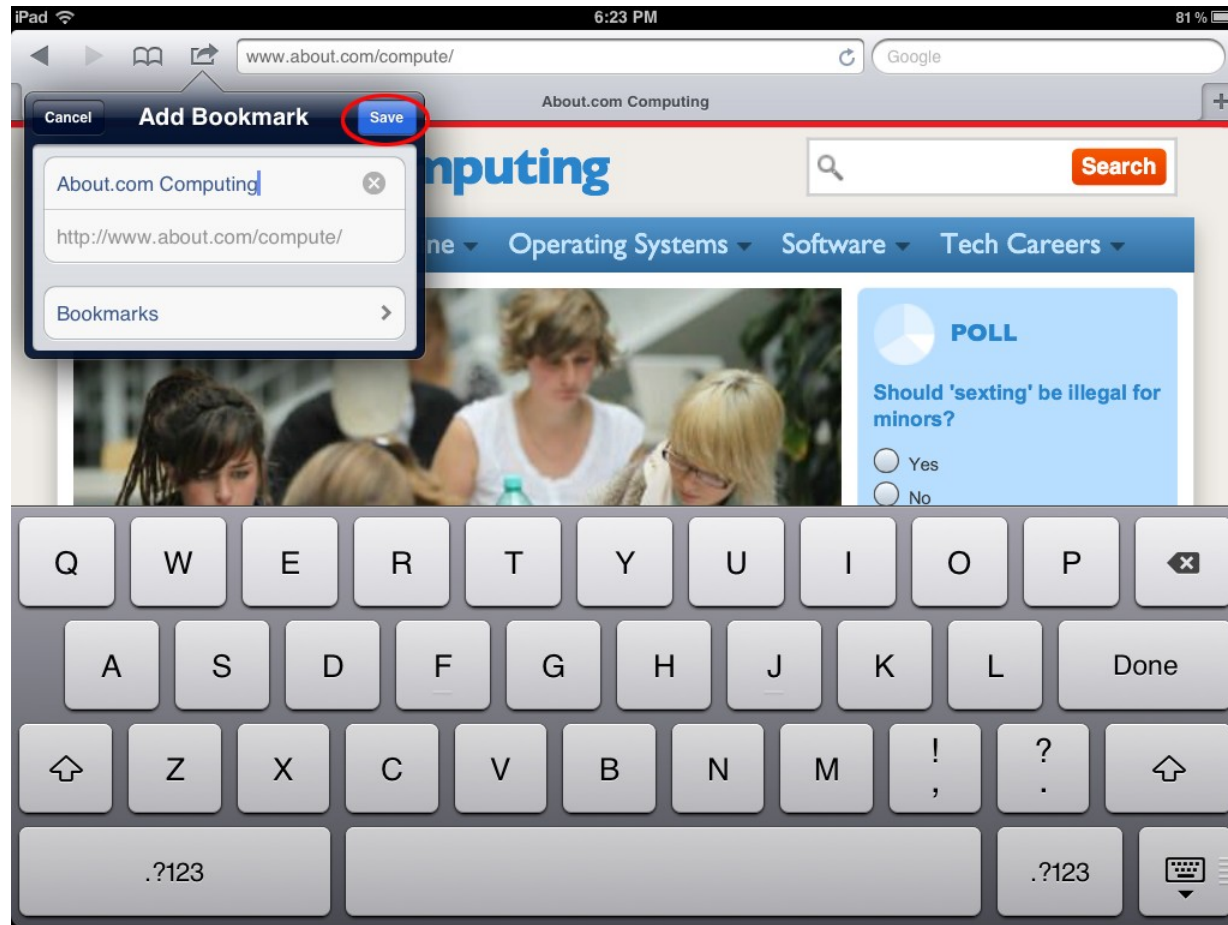 iPad 6:23 PM 81 %
www.about.com/compute/ Google
About.com Computing
Cancel Add Bookmark Save
About.com Computing
http://www.about.com/compute/
Bookmarks
Search
Operating Systems Software Tech Careers
POLL
Should 'sexting' be illegal for
minors?
Yes
No
Q W E R T Y U I O P
A S D F G H J K L Done
Z X C V B N M ! , ? .
.?123 .?123